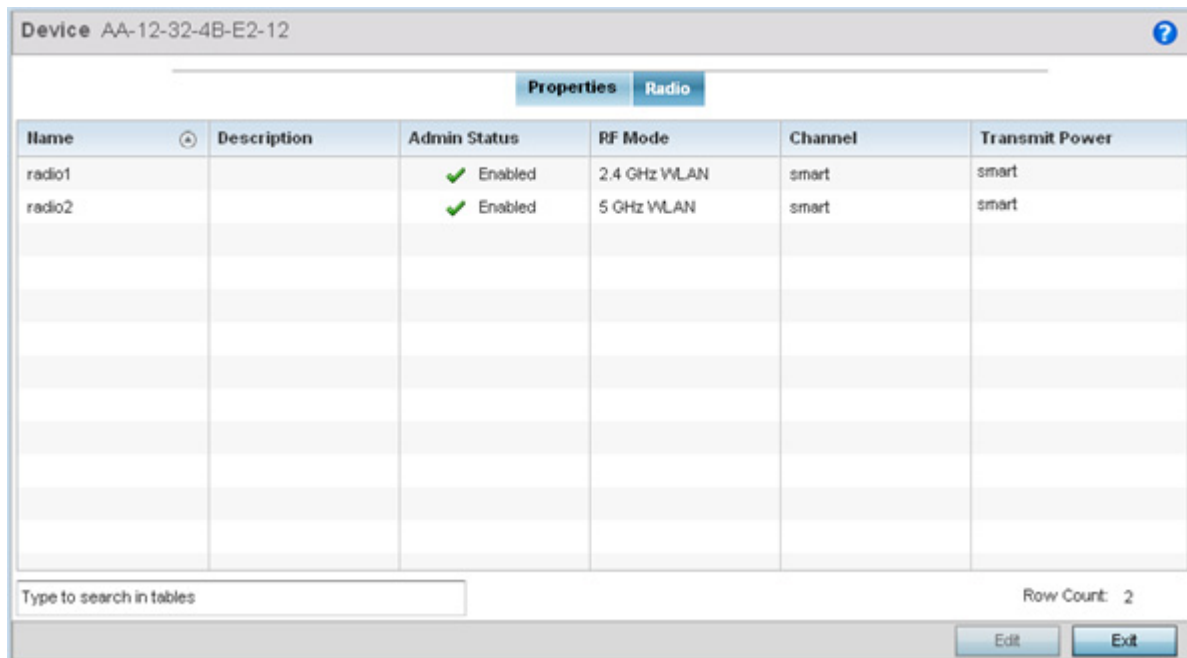 Device AA-12-32-4B-E2-12
?
Properties Radio
Name Description Admin Status RF Mode Channel Transmit Power
radio1 Enabled 2.4 GHz WLAN smart smart
radio2 Enabled 5 GHz WLAN smart smart
Type to search in tables Row Count: 2
Edit Exit